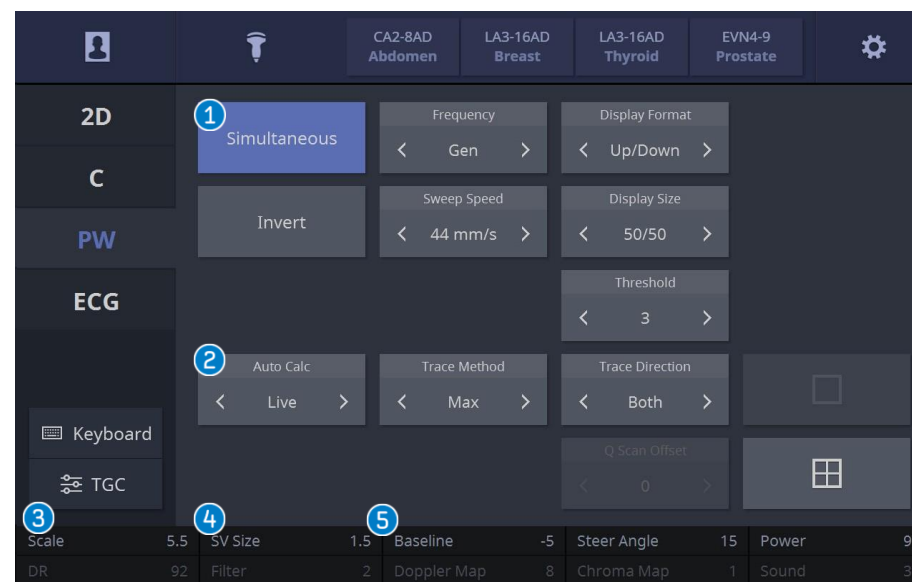 CA2-8AD
Abdomen
LA3-16AD
Breast
LA3-16AD
Thyroid
EVN4-9
Prostate
2D
C
PW
ECG
Keyboard
TGC
1
Simultaneous
Frequency
Gen
Display Format
Up/Down
Invert
Sweep Speed
44 mm/s
Display Size
50/50
Threshold
3
2
Auto Calc
Live
Trace Method
Max
Trace Direction
Both
Q Scan Offset
0
3
4
5
Scale 5.5 SV Size 1.5 Baseline -5 Steer Angle 15 Power 9
DR 92 Filter 2 Doppler Map 8 Chroma Map 1 Sound 3